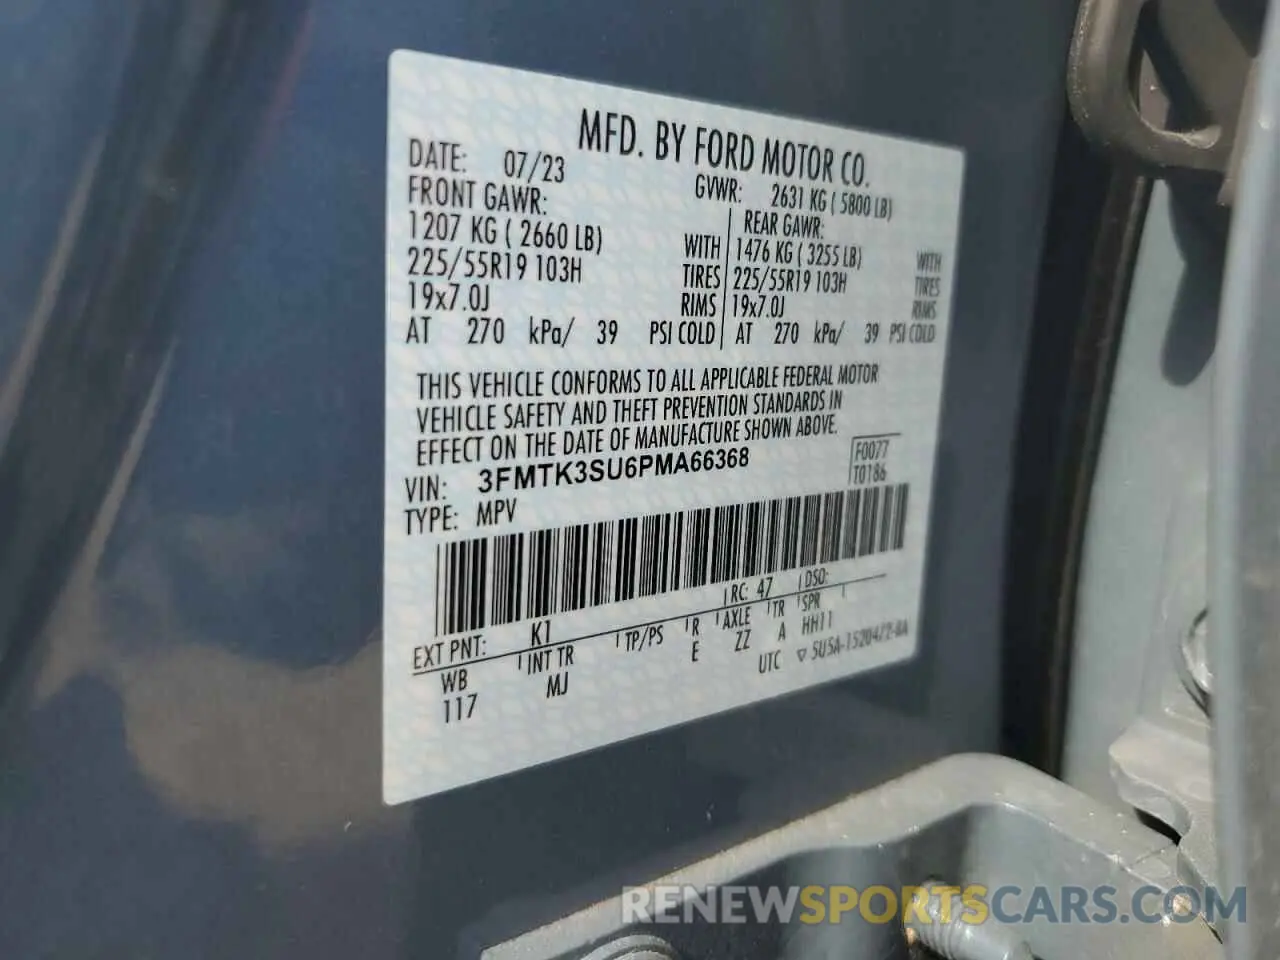 MFD. BY FORD MOTOR CO.
DATE: 07/23
GVWR: 2631 KG ( 5800 LB)
FRONT GAWR:
REAR GAWR:
1207 KG ( 2660 LB) WITH
1476 KG ( 3255 LB) WITH
225/55R19 103H TIRES
225/55R19 103H TIRES
19x7.0J RIMS
19x7.0J RIMS
AT 270 kPa/ 39 PSI COLD
AT 270 kPa/ 39 PSI COLD
THIS VEHICLE CONFORMS TO ALL APPLICABLE FEDERAL MOTOR
VEHICLE SAFETY AND THEFT PREVENTION STANDARDS IN
EFFECT ON THE DATE OF MANUFACTURE SHOWN ABOVE.
VIN: 3FMTK3SU6PMA66368
F0077
TYPE: MPV
T0186
EXT PNT: K1 RC: 47 DSO:
WB INT TR TP/PS R AXLE TR SPR
117 MJ E ZZ A HH11
UTC ▽ 5U5A-1520472-BA
RENEWSPORTSCARS.COM